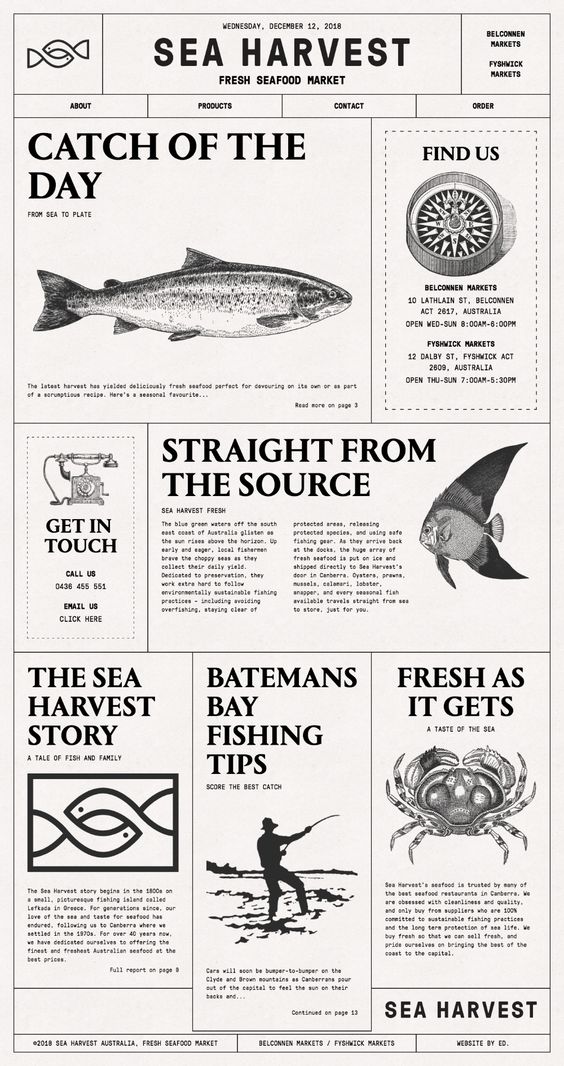 WEDNESDAY, DECEMBER 12, 2018
SEA HARVEST
FRESH SEAFOOD MARKET
BELCONNEN
MARKETS
FYSHWICK
MARKETS
ABOUT
PRODUCTS
CONTACT
ORDER
CATCH OF THE
DAY
FROM SEA TO PLATE
The latest harvest has yielded deliciously fresh seafood perfect for devouring on its own or as part
of a scrumptious recipe. Here's a seasonal favourite...
Read more on page 3
FIND US
N
E
S
W
BELCONNEN MARKETS
10 LATHLAIN ST, BELCONNEN
ACT 2617, AUSTRALIA
OPEN WED-SUN 8:00AM-6:00PM
FYSHWICK MARKETS
12 DALBY ST, FYSHWICK ACT
2609, AUSTRALIA
OPEN THU-SUN 7:00AM-5:30PM
GET IN
TOUCH
CALL US
0436 455 551
EMAIL US
CLICK HERE
STRAIGHT FROM
THE SOURCE
SEA HARVEST FRESH
The blue green waters off the south
east coast of Australia glisten as
the sun rises above the horizon. Up
early and eager, local fishermen
brave the choppy seas as they
collect their daily yield.
Dedicated to preservation, they
work extra hard to follow
environmentally sustainable fishing
practices – including avoiding
overfishing, staying clear of
protected areas, releasing
protected species, and using safe
fishing gear. As they arrive back
at the docks, the huge array of
fresh seafood is put on ice and
shipped directly to Sea Harvest's
door in Canberra. Oysters, prawns,
mussels, calamari, lobster,
snapper, and every seasonal fish
available travels straight from sea
to store, just for you.
THE SEA
HARVEST
STORY
A TALE OF FISH AND FAMILY
The Sea Harvest story begins in the 1800s on
a small, picturesque fishing island called
Lefkada in Greece. For generations since, our
love of the sea and taste for seafood has
endured, following us to Canberra where we
settled in the 1970s. For over 40 years now,
we have dedicated ourselves to offering the
finest and freshest Australian seafood at the
best prices.
Full report on page 9
BATEMANS
BAY
FISHING
TIPS
SCORE THE BEST CATCH
Cars will soon be bumper-to-bumper on the
Clyde and Brown mountains as Canberrans pour
out of the capital to feel the sun on their
backs and...
Continued on page 13
FRESH AS
IT GETS
A TASTE OF THE SEA
Sea Harvest's seafood is trusted by many of
the best seafood restaurants in Canberra. We
are obsessed with cleanliness and quality,
and only buy from suppliers who are 100%
committed to sustainable fishing practices
and the long term protection of sea life. We
buy fresh so that we can sell fresh, and
pride ourselves on bringing the best of the
coast to the capital.
SEA HARVEST
©2018 SEA HARVEST AUSTRALIA, FRESH SEAFOOD MARKET
BELCONNEN MARKETS / FYSHWICK MARKETS
WEBSITE BY ED.